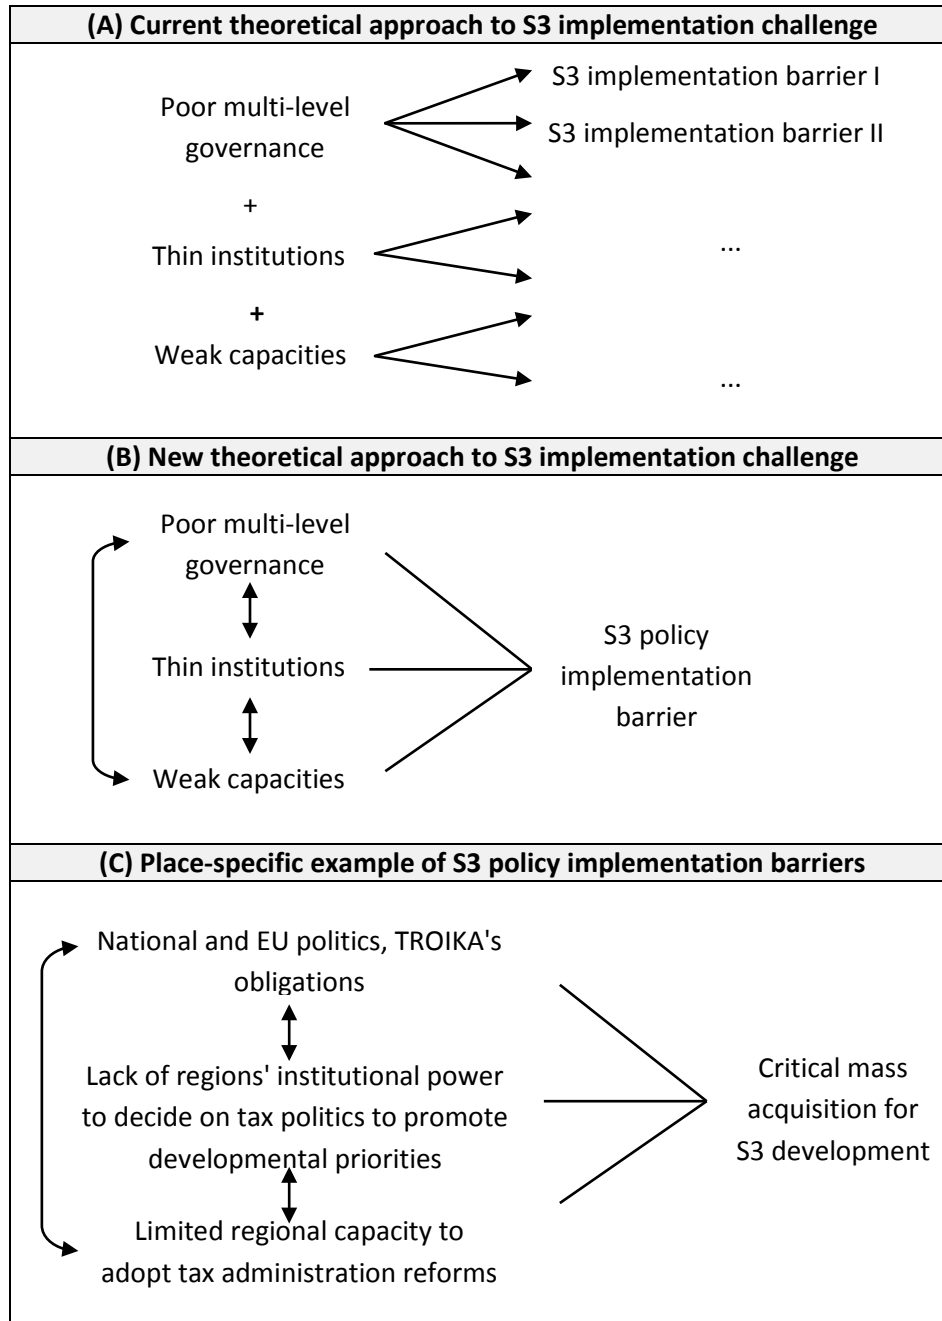 (A) Current theoretical approach to S3 implementation challenge
S3 implementation barrier I
Poor multi-level
governance
S3 implementation barrier II
+
Thin institutions
...
+
Weak capacities
...
(B) New theoretical approach to S3 implementation challenge
Poor multi-level
governance
Thin institutions
Weak capacities
S3 policy
implementation
barrier
(C) Place-specific example of S3 policy implementation barriers
National and EU politics, TROIKA's
obligations
Lack of regions' institutional power
to decide on tax politics to promote
developmental priorities
Limited regional capacity to
adopt tax administration reforms
Critical mass
acquisition for
S3 development